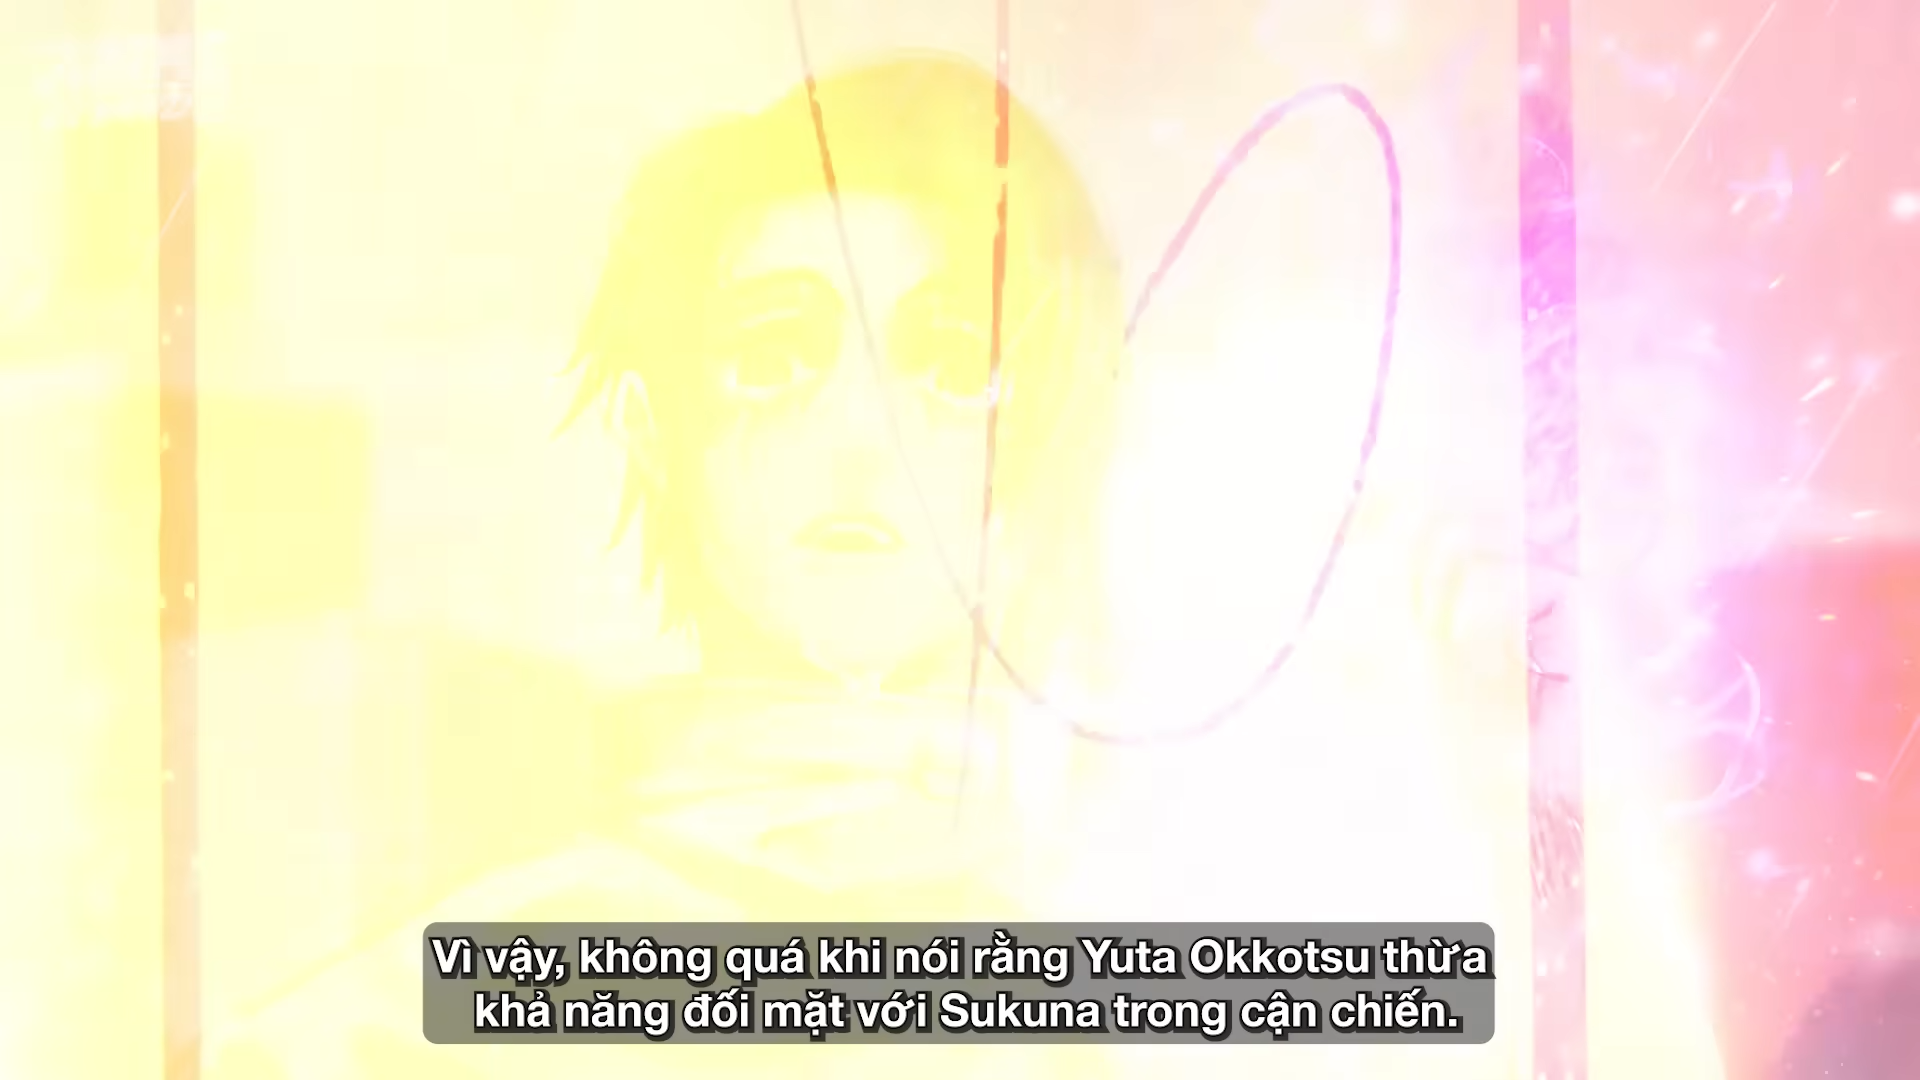 Vì vậy, không quá khi nói rằng Yuta Okkotsu thừa
khả năng đối mặt với Sukuna trong cận chiến.